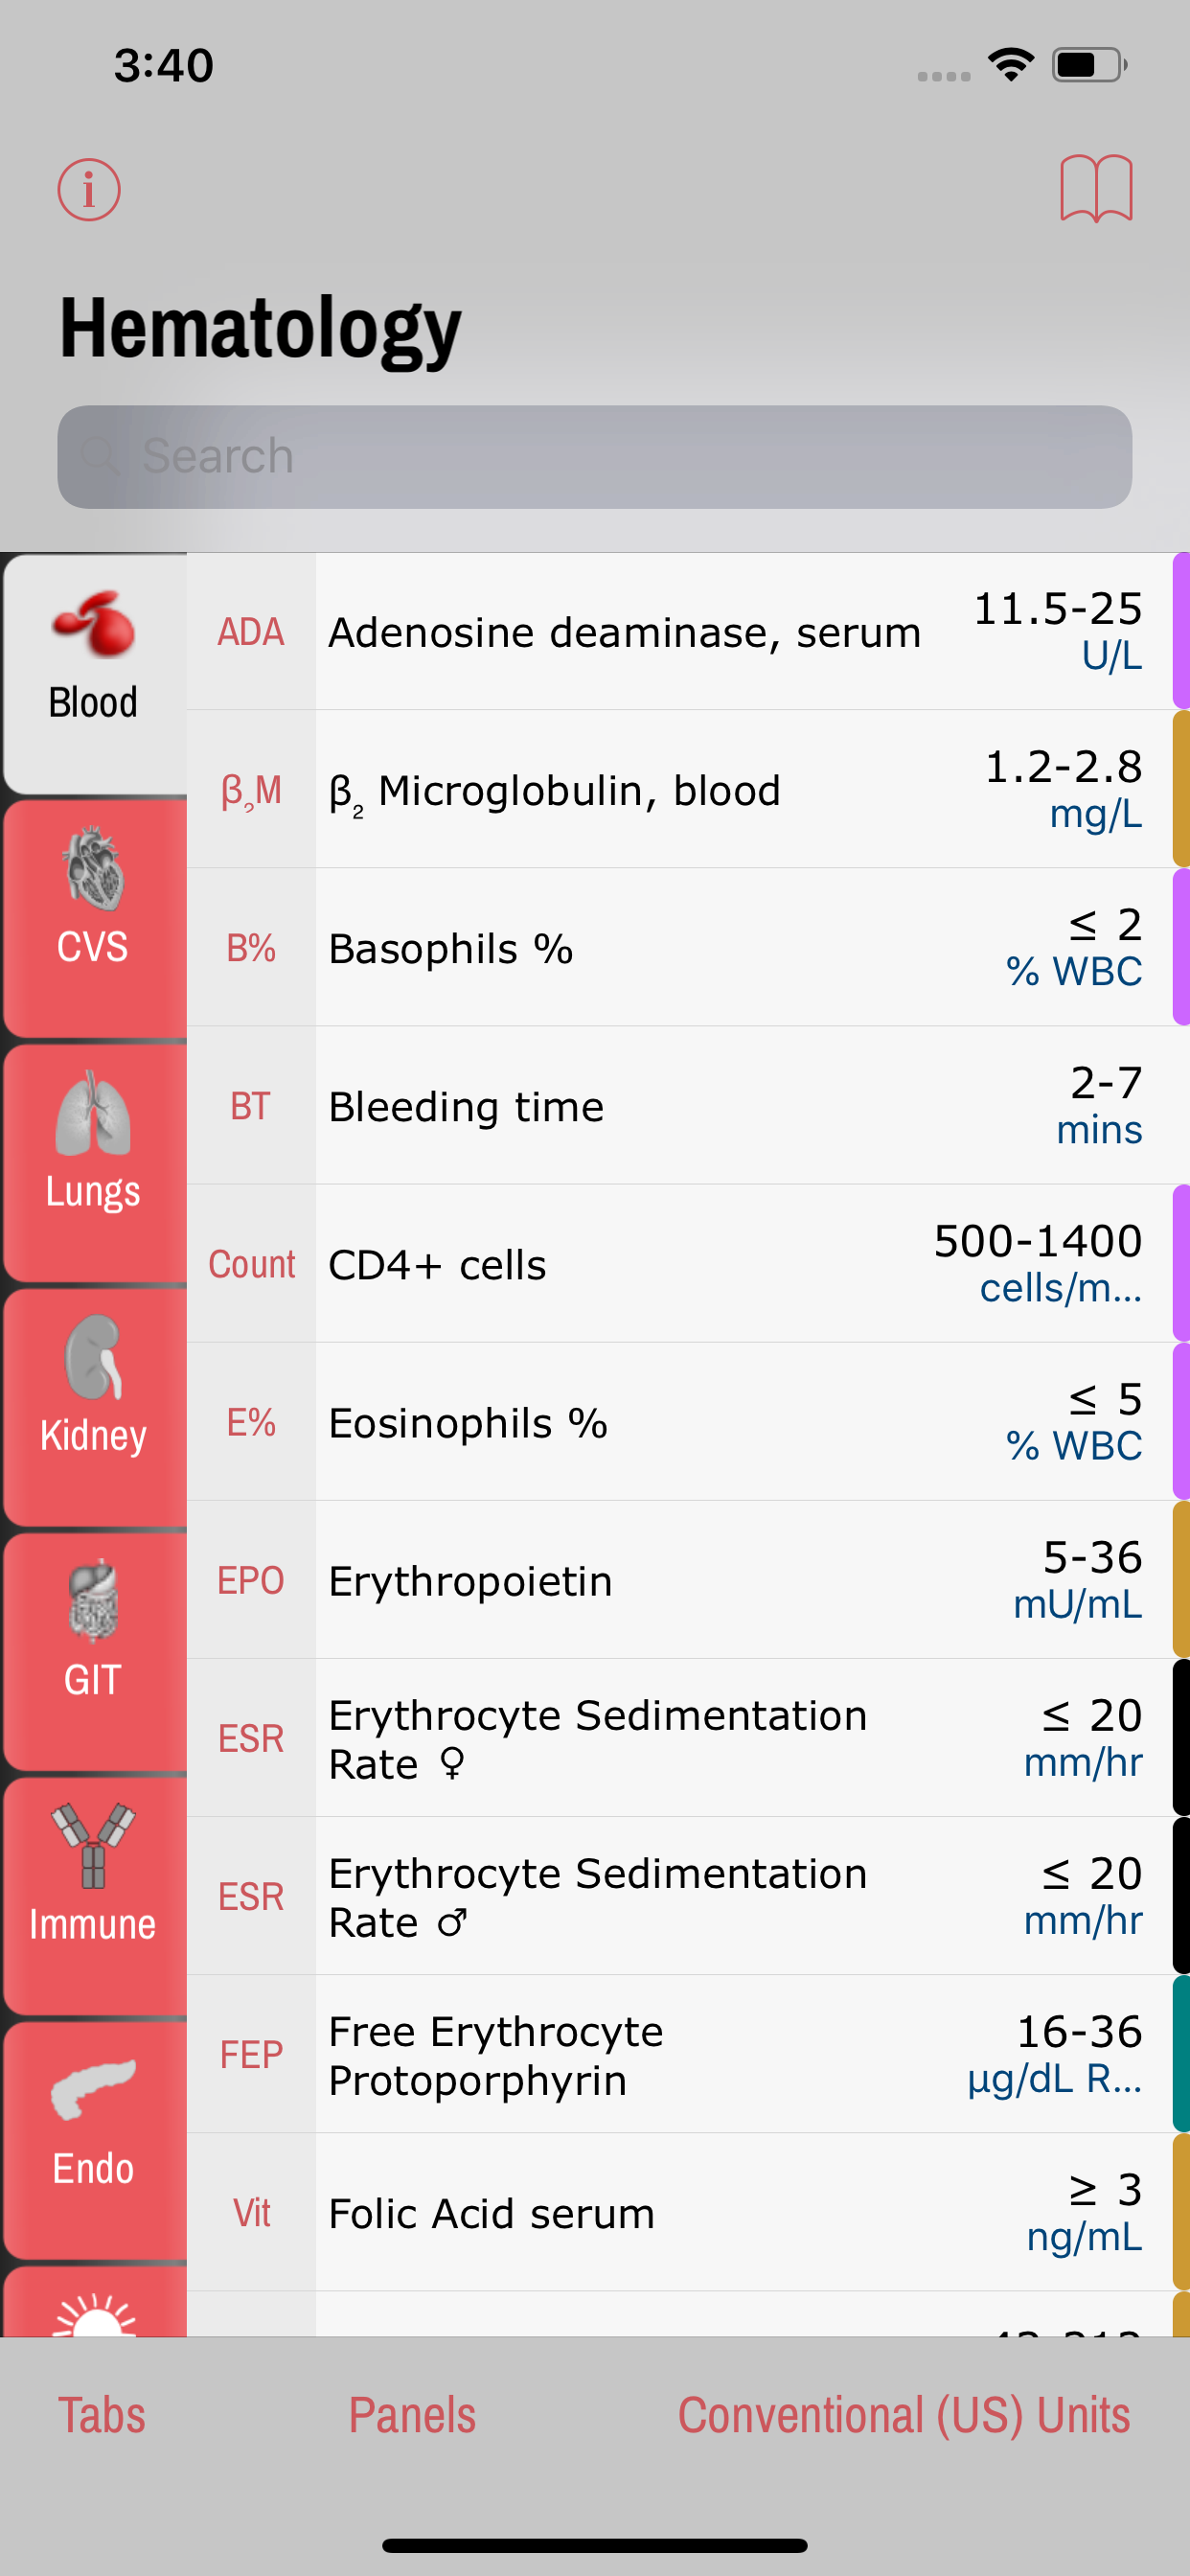 3:40
i
Hematology
Search
Blood
CVS
Lungs
Kidney
GIT
Immune
Endo
ADA Adenosine deaminase, serum 11.5-25
U/L
β₂M β₂ Microglobulin, blood 1.2-2.8
mg/L
B% Basophils % ≤ 2
% WBC
BT Bleeding time 2-7
mins
Count CD4+ cells 500-1400
cells/m...
E% Eosinophils % ≤ 5
% WBC
EPO Erythropoietin 5-36
mU/mL
ESR Erythrocyte Sedimentation
Rate ♀ ≤ 20
mm/hr
ESR Erythrocyte Sedimentation
Rate ♂ ≤ 20
mm/hr
FEP Free Erythrocyte
Protoporphyrin 16-36
µg/dL R...
Vit Folic Acid serum ≥ 3
ng/mL
Tabs Panels Conventional (US) Units